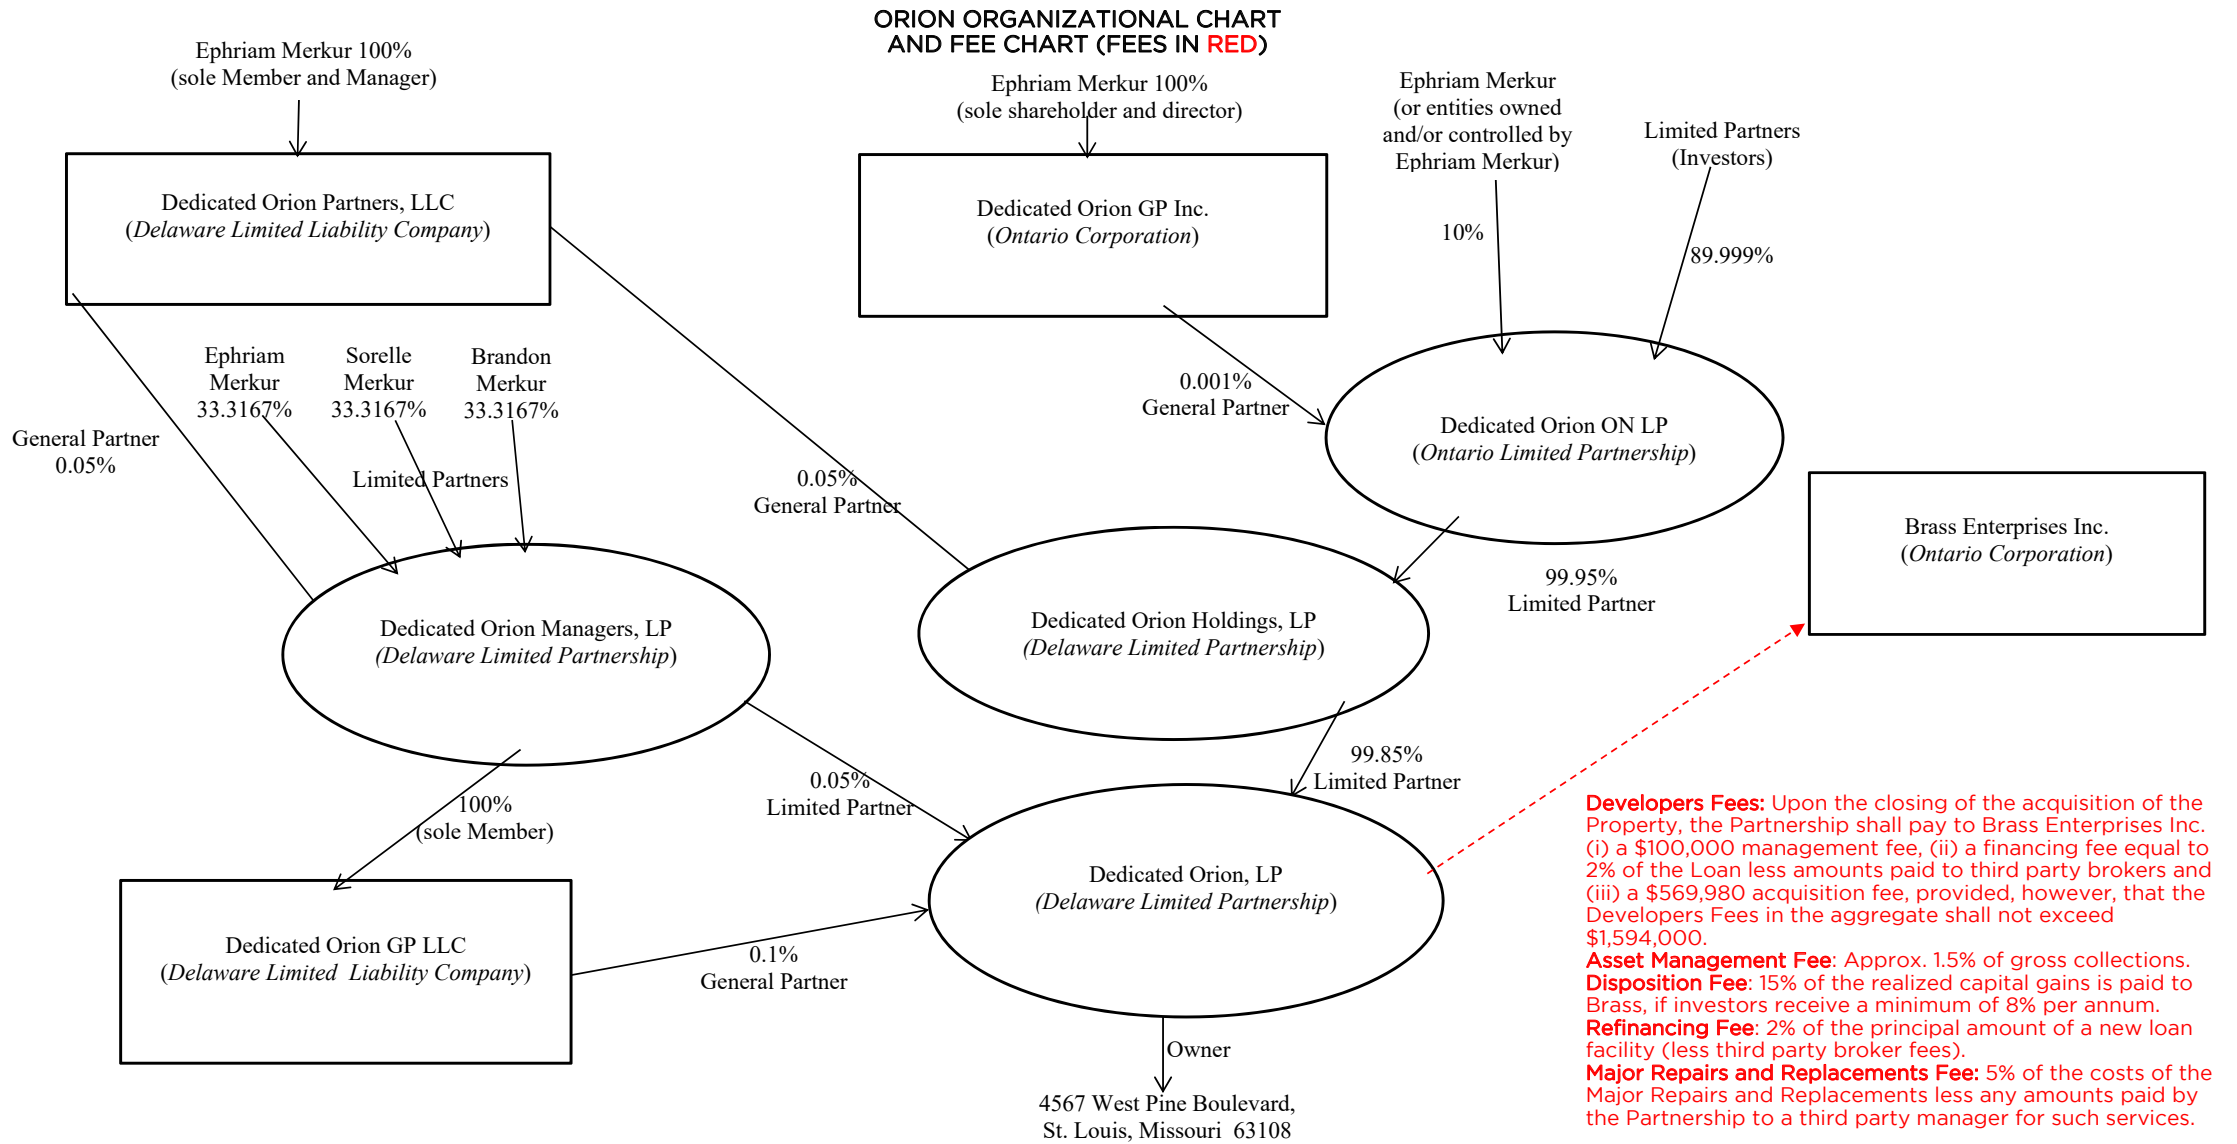 ORION ORGANIZATIONAL CHART
AND FEE CHART (FEES IN RED)
Ephriam Merkur 100%
(sole Member and Manager)
Ephriam Merkur 100%
(sole shareholder and director)
Ephriam Merkur
(or entities owned
and/or controlled by
Ephriam Merkur)
Limited Partners
(Investors)
Dedicated Orion Partners, LLC
(Delaware Limited Liability Company)
Dedicated Orion GP Inc.
(Ontario Corporation)
10%
89.999%
Ephriam
Merkur
33.3167%
Sorelle
Merkur
33.3167%
Brandon
Merkur
33.3167%
0.001%
General Partner
General Partner
0.05%
Limited Partners
0.05%
General Partner
Dedicated Orion ON LP
(Ontario Limited Partnership)
Brass Enterprises Inc.
(Ontario Corporation)
99.95%
Limited Partner
Dedicated Orion Managers, LP
(Delaware Limited Partnership)
Dedicated Orion Holdings, LP
(Delaware Limited Partnership)
99.85%
Limited Partner
0.05%
Limited Partner
100%
(sole Member)
Dedicated Orion, LP
(Delaware Limited Partnership)
Dedicated Orion GP LLC
(Delaware Limited  Liability Company)
0.1%
General Partner
Owner
4567 West Pine Boulevard,
St. Louis, Missouri  63108
Developers Fees: Upon the closing of the acquisition of the
Property, the Partnership shall pay to Brass Enterprises Inc.
(i) a $100,000 management fee, (ii) a financing fee equal to
2% of the Loan less amounts paid to third party brokers and
(iii) a $569,980 acquisition fee, provided, however, that the
Developers Fees in the aggregate shall not exceed
$1,594,000.
Asset Management Fee: Approx. 1.5% of gross collections.
Disposition Fee: 15% of the realized capital gains is paid to
Brass, if investors receive a minimum of 8% per annum.
Refinancing Fee: 2% of the principal amount of a new loan
facility (less third party broker fees).
Major Repairs and Replacements Fee: 5% of the costs of the
Major Repairs and Replacements less any amounts paid by
the Partnership to a third party manager for such services.